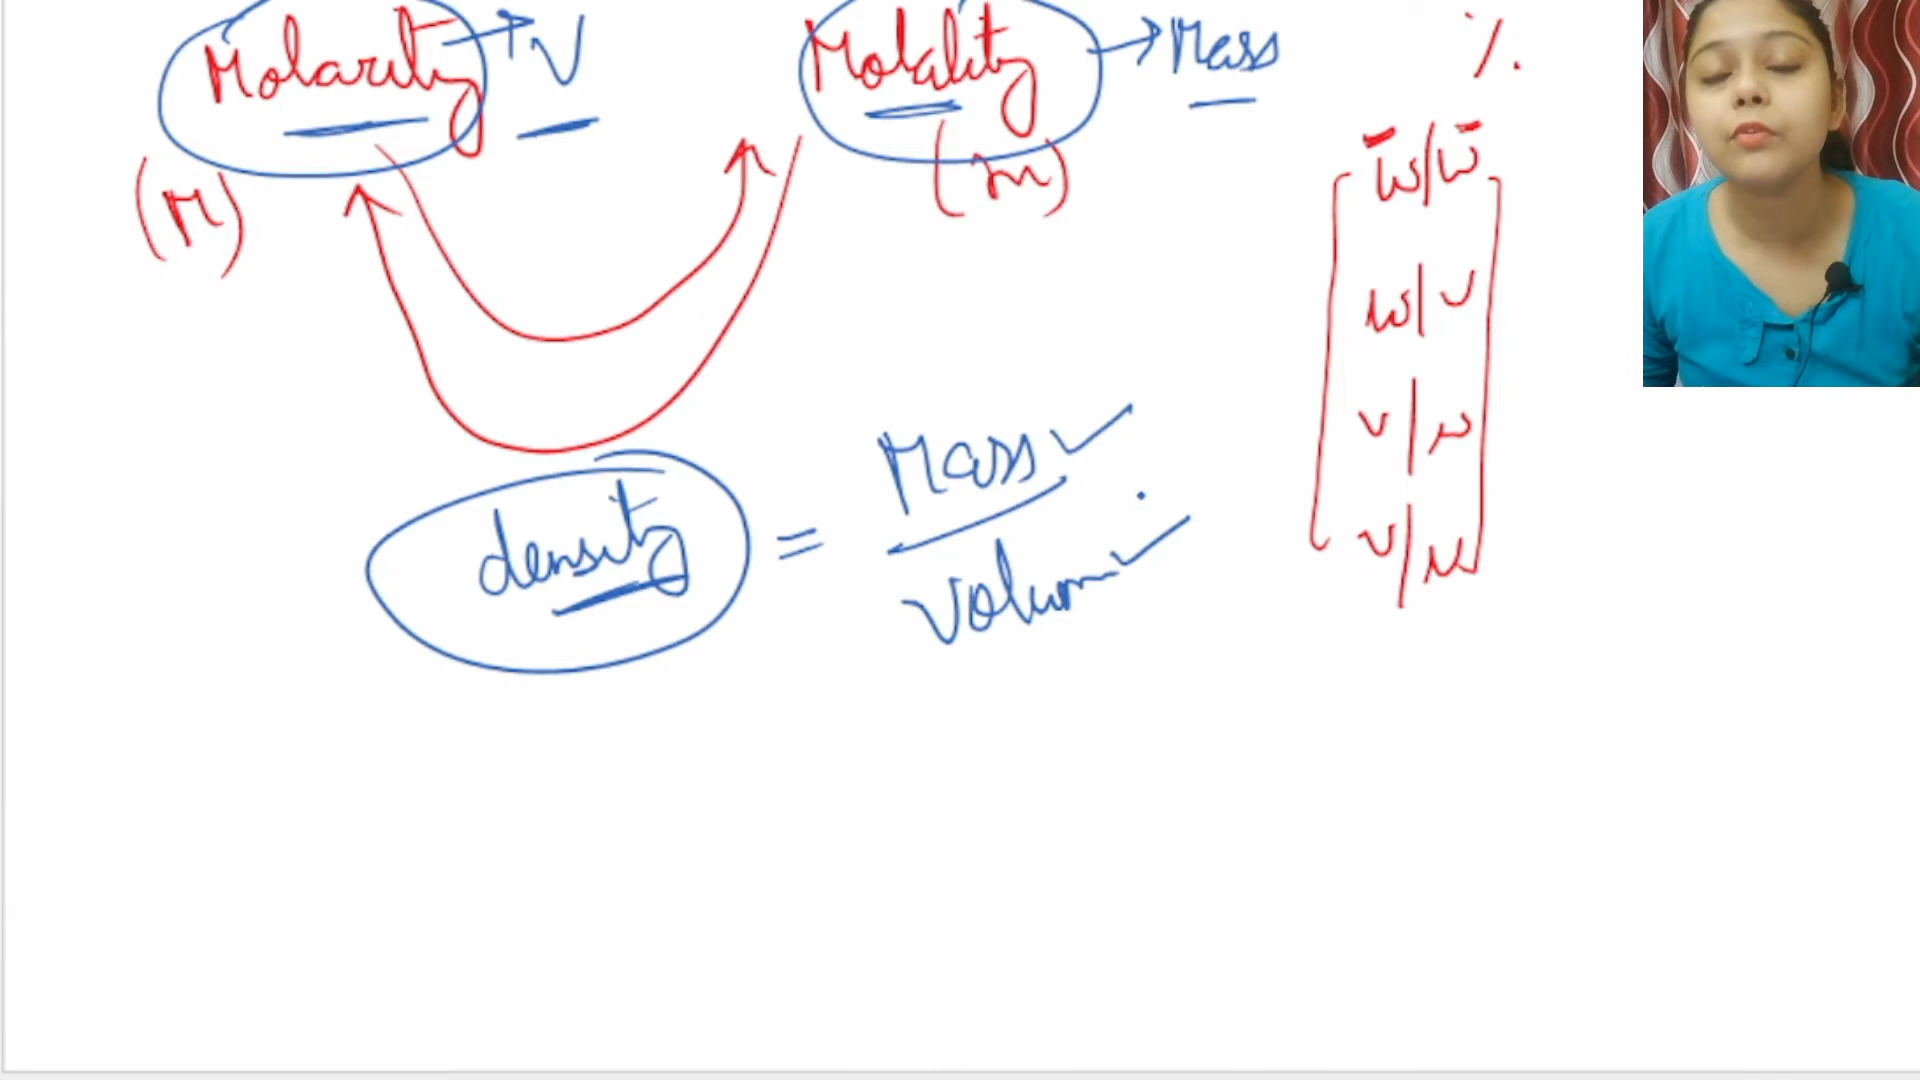 Molarity → V
(M)
Molality → Mass
(m)
density = Mass
Volume
%
w/w
w/v
v/w